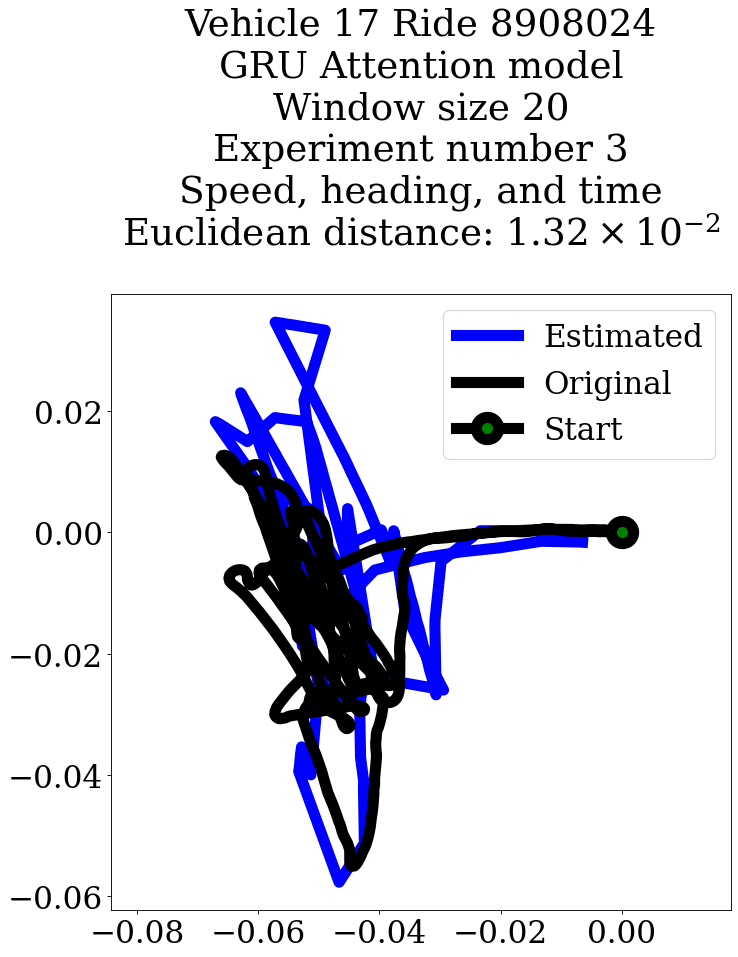 Vehicle 17 Ride 8908024
GRU Attention model
Window size 20
Experiment number 3
Speed, heading, and time
Euclidean distance: 1.32 × 10⁻²
Estimated
Original
Start
0.02
0.00
−0.02
−0.04
−0.06
−0.08 −0.06 −0.04 −0.02 0.00